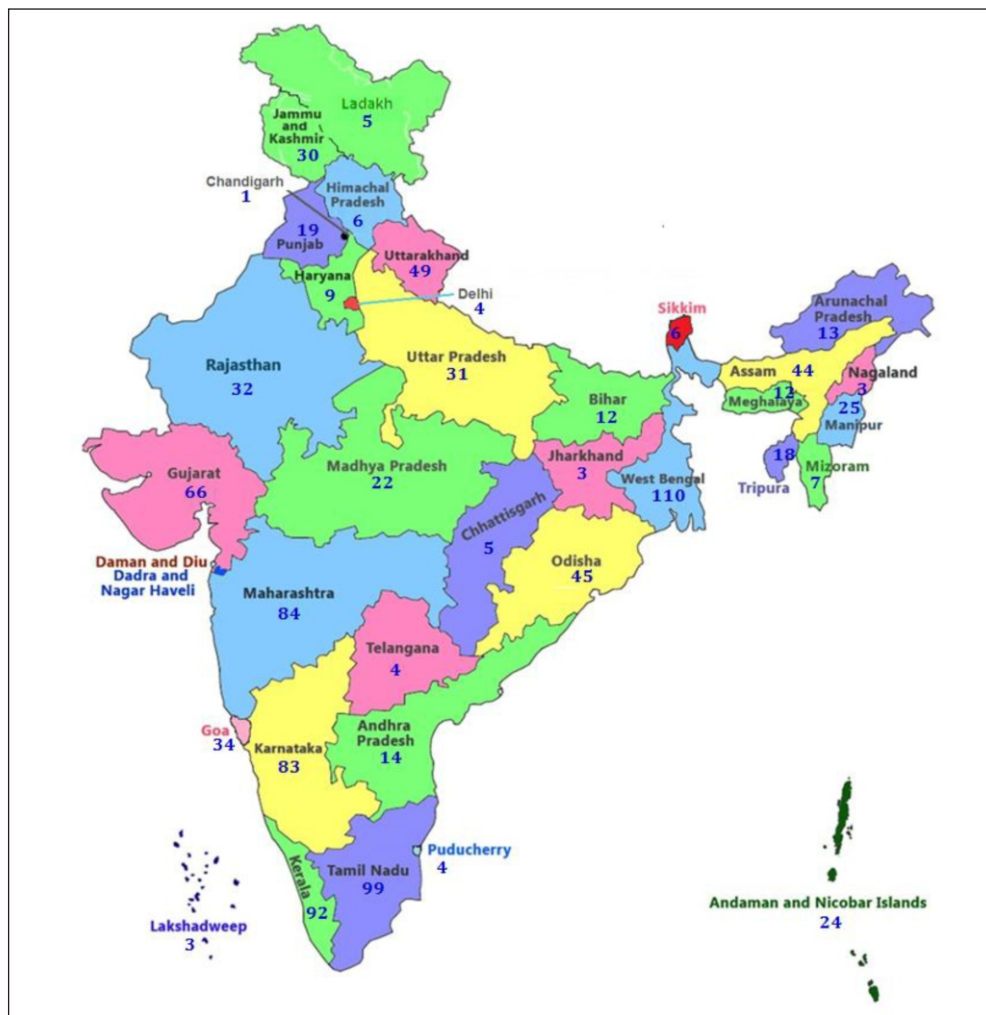 Ladakh
5
Jammu
and
Kashmir
30
Chandigarh
1
Himachal
Pradesh
6
19
Punjab
Uttarakhand
49
Haryana
9
Delhi
4
Sikkim
6
Arunachal
Pradesh
13
Rajasthan
32
Uttar Pradesh
31
Assam 44
Nagaland
3
Bihar
12
12
Meghalaya
25
Manipur
18
Tripura
Mizoram
7
Gujarat
66
Madhya Pradesh
22
Jharkhand
3
West Bengal
110
Chhattisgarh
5
Odisha
45
Daman and Diu
Dadra and
Nagar Haveli
Maharashtra
84
Telangana
4
Goa
34
Karnataka
83
Andhra
Pradesh
14
Puducherry
4
Kerala
92
Tamil Nadu
99
Lakshadweep
3
Andaman and Nicobar Islands
24